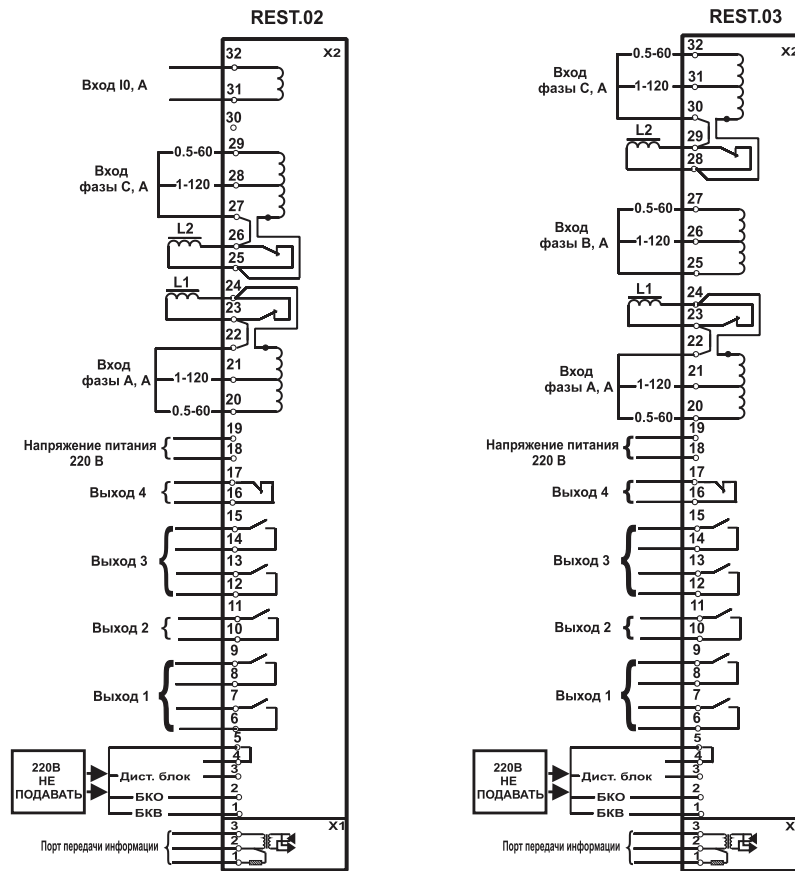 REST.02
X2
32
Вход I0, А
31
30
29
0.5-60
Вход
фазы С, А
28
1-120
27
L2
26
25
L1
24
23
22
Вход
фазы А, А
21
1-120
20
0.5-60
19
Напряжение питания
220 В
18
17
Выход 4
16
15
14
Выход 3
13
12
11
Выход 2
10
9
8
Выход 1
7
6
5
4
220В
НЕ
ПОДАВАТЬ
Дист. блок
3
БКО
2
БКВ
1
X1
3
Порт передачи информации
2
1
REST.03
X2
32
0.5-60
Вход
фазы С, А
31
1-120
30
L2
29
28
27
0.5-60
Вход
фазы В, А
26
1-120
25
L1
24
23
22
Вход
фазы А, А
21
1-120
20
0.5-60
19
Напряжение питания
220 В
18
17
Выход 4
16
15
14
Выход 3
13
12
11
Выход 2
10
9
8
Выход 1
7
6
5
4
220В
НЕ
ПОДАВАТЬ
Дист. блок
3
БКО
2
БКВ
1
X
3
Порт передачи информации
2
1